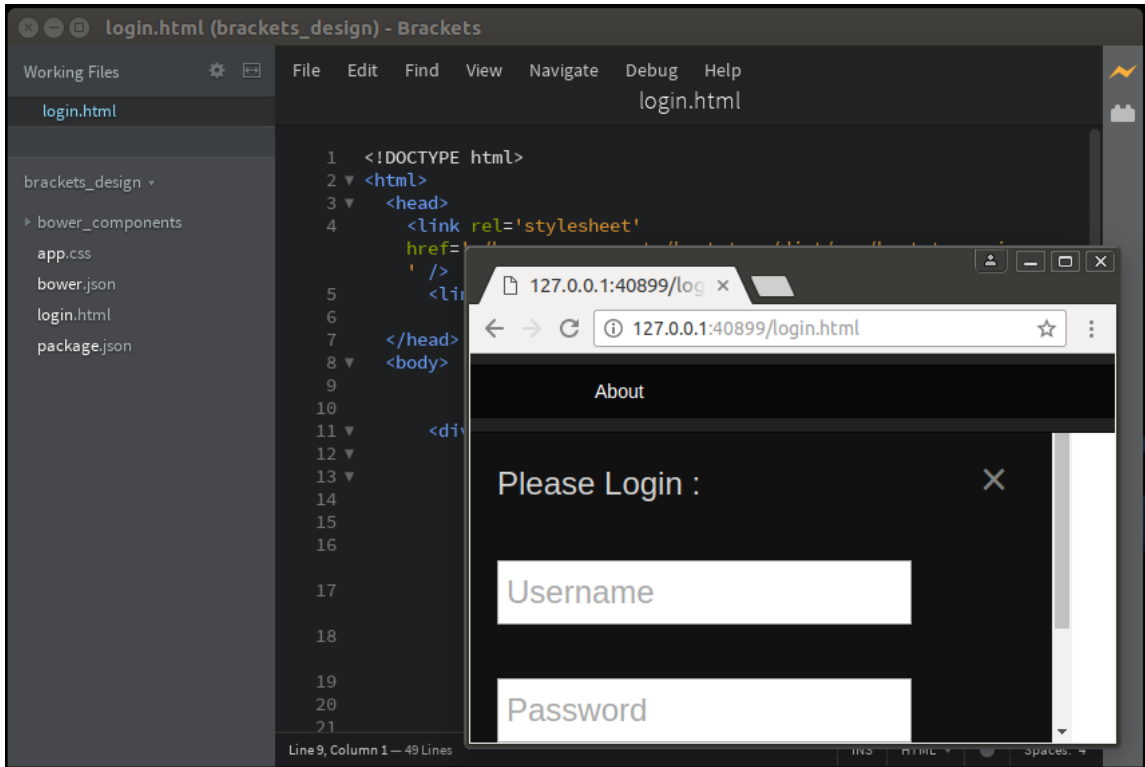 login.html (brackets_design) - Brackets
Working Files
login.html
brackets_design
bower_components
app.css
bower.json
login.html
package.json
File Edit Find View Navigate Debug Help
login.html
1 <!DOCTYPE html>
2 <html>
3 <head>
4 <link rel='stylesheet'
href='
' />
5
6
7 </head>
8 <body>
9
10
11
12
13
14
15
16
17
18
19
20
21
Line 9, Column 1 — 49 Lines
INS HTML Spaces: 4
127.0.0.1:40899/log
127.0.0.1:40899/login.html
About
Please Login :
×
Username
Password